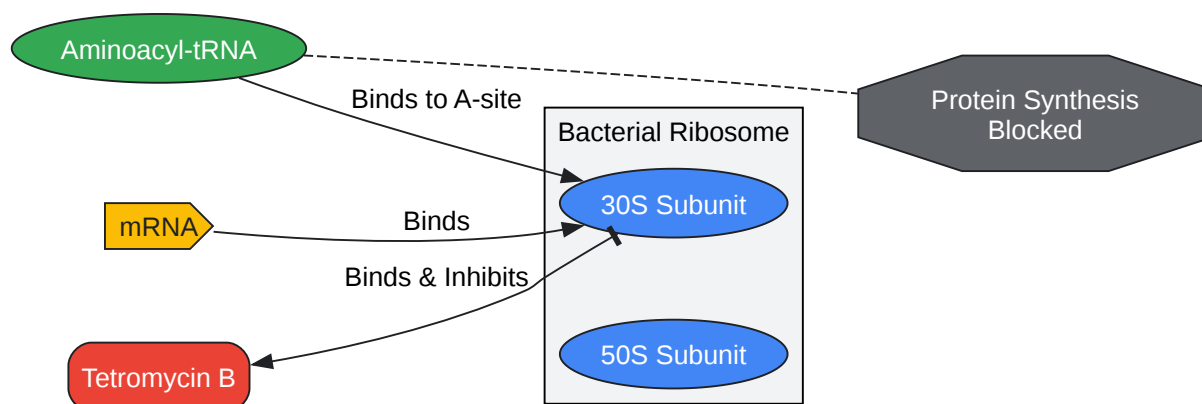 Aminoacyl-tRNA
Binds to A-site
Protein Synthesis
Blocked
Bacterial Ribosome
30S Subunit
mRNA
Binds
Binds & Inhibits
50S Subunit
Tetromycin B